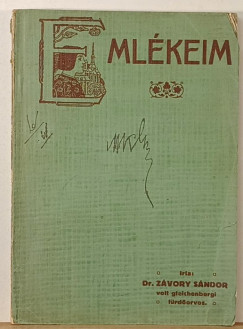 EMLÉKEIM
irta:
Dr. ZÁVORY SÁNDOR
volt gleichenbergi
fürdőorvos.